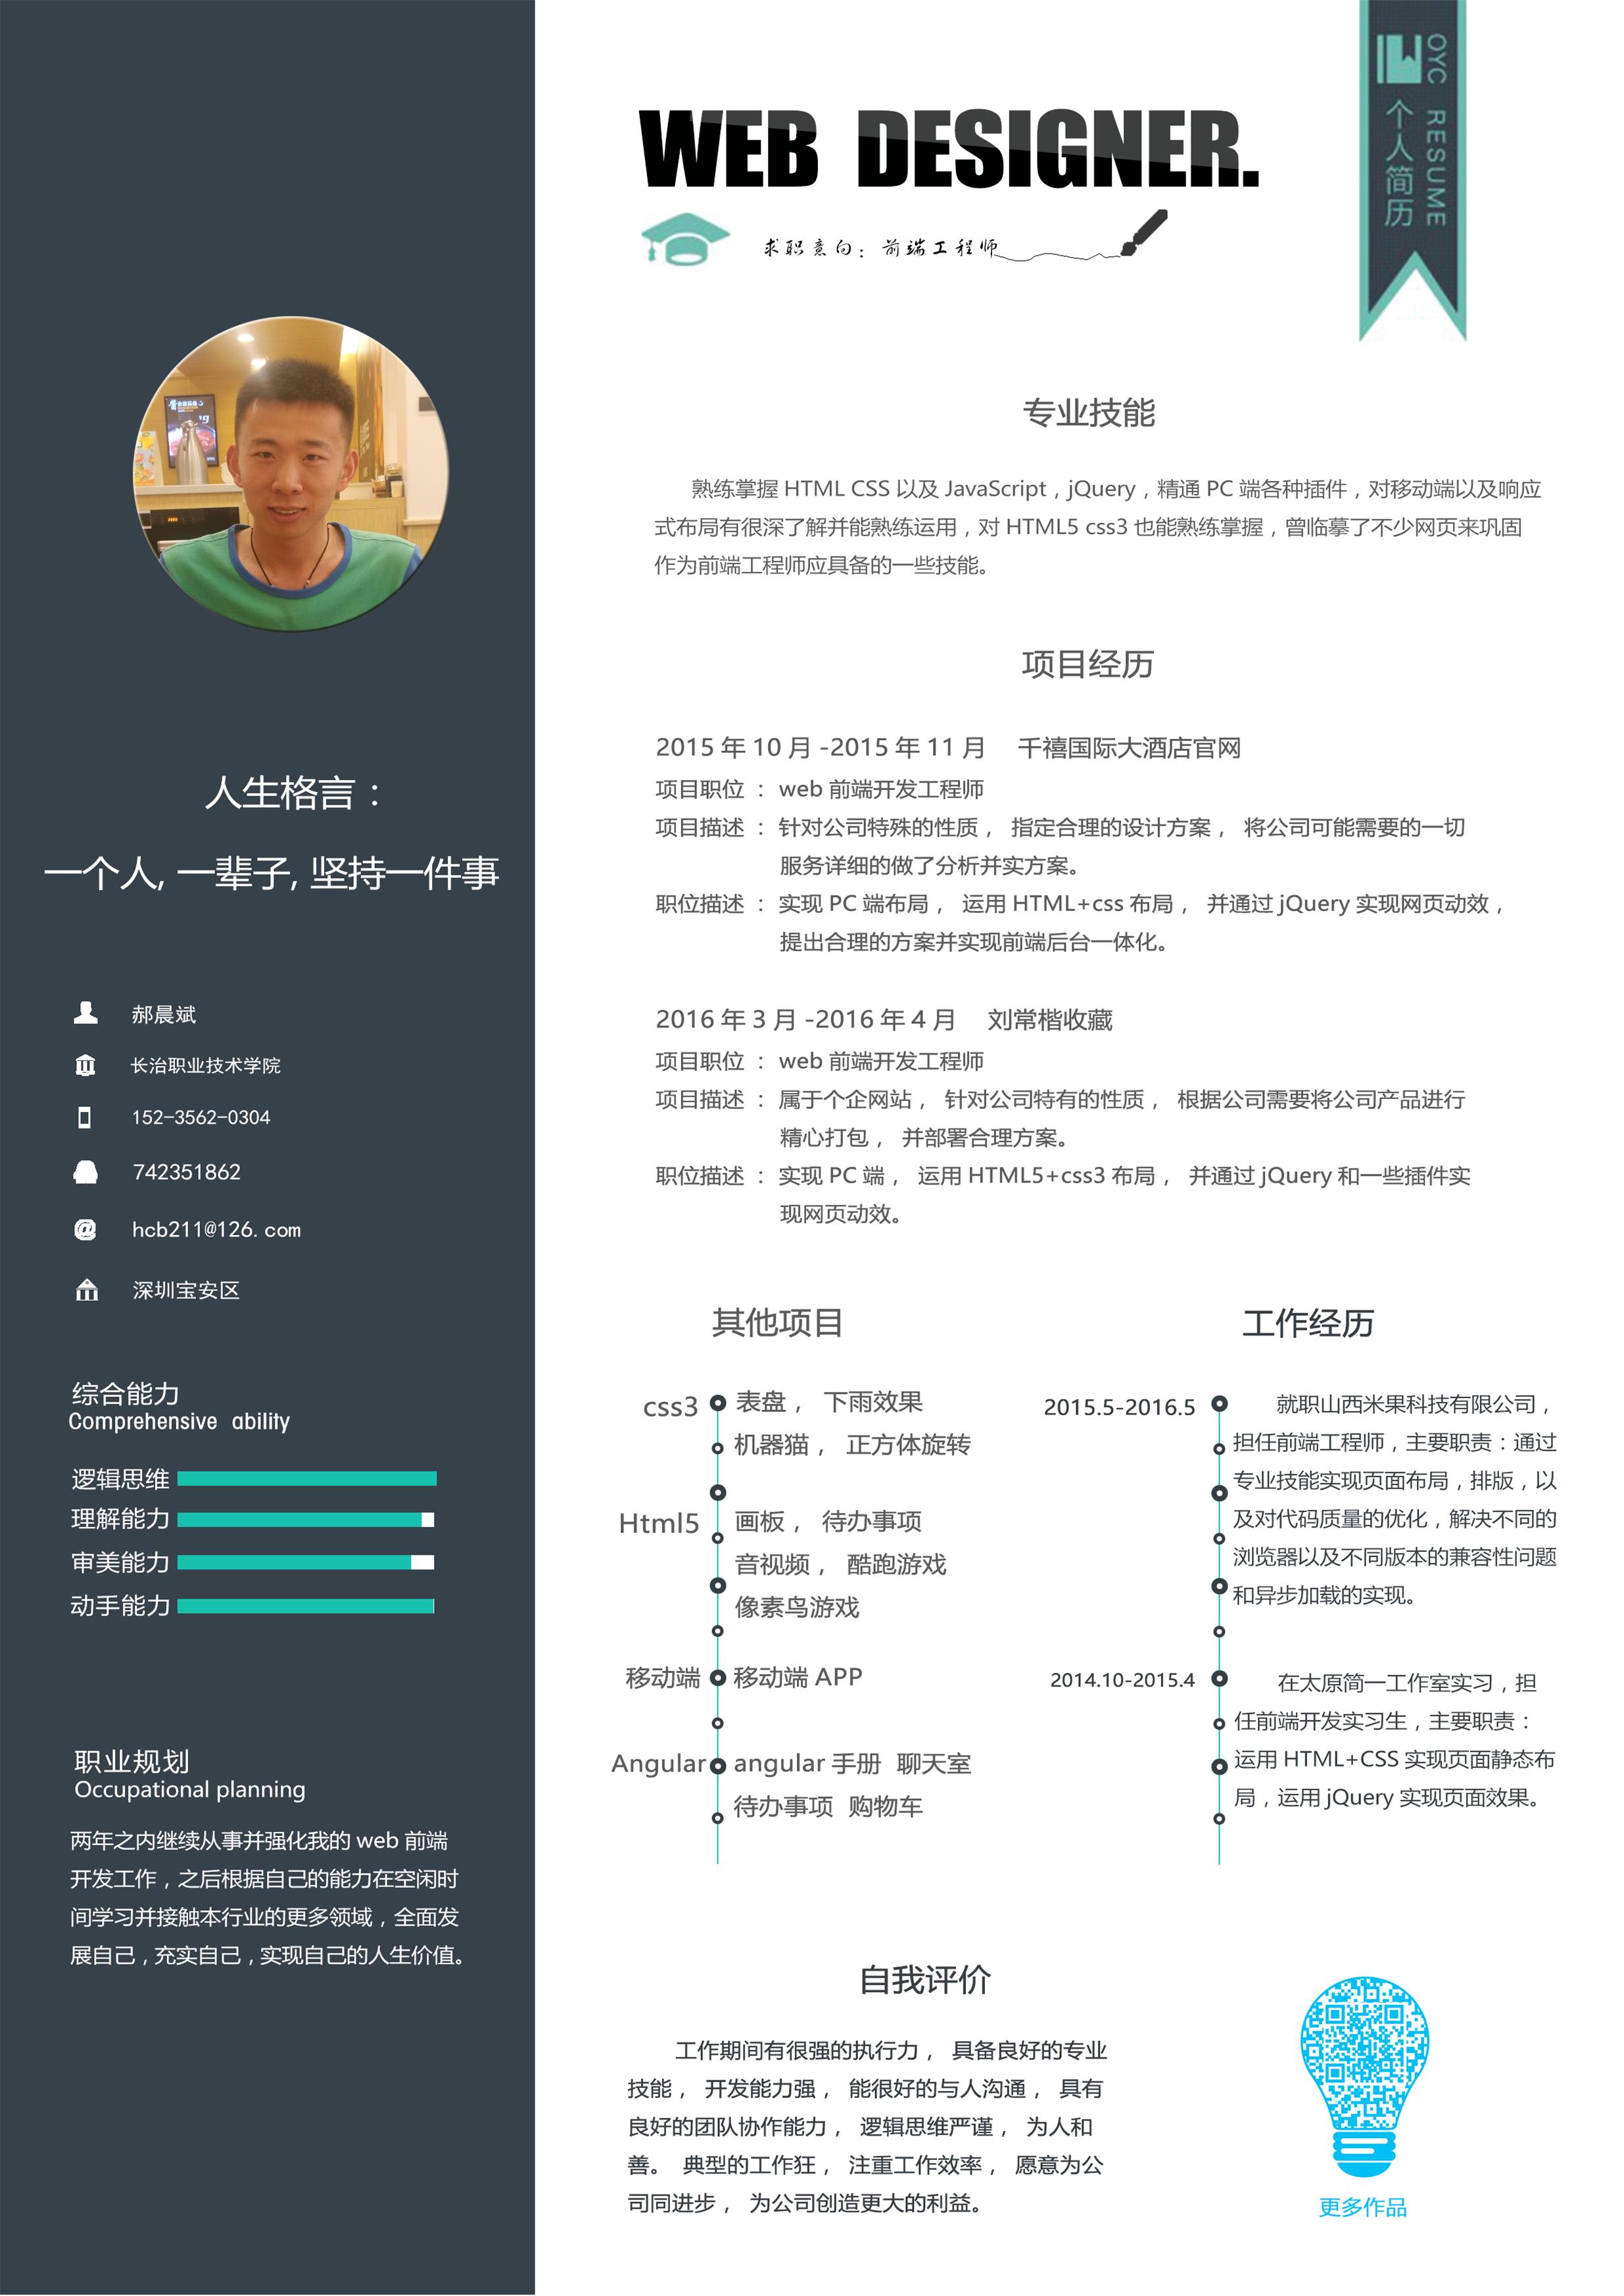 OYC RESUME
个人简历
WEB DESIGNER.
求职意向：前端工程师
人生格言：
一个人, 一辈子, 坚持一件事
郝晨斌
长治职业技术学院
152-3562-0304
742351862
hcb211@126.com
深圳宝安区
综合能力
Comprehensive ability
逻辑思维
理解能力
审美能力
动手能力
职业规划
Occupational planning
两年之内继续从事并强化我的 web 前端
开发工作，之后根据自己的能力在空闲时
间学习并接触本行业的更多领域，全面发
展自己，充实自己，实现自己的人生价值。
专业技能
熟练掌握 HTML CSS 以及 JavaScript，jQuery，精通 PC 端各种插件，对移动端以及响应
式布局有很深了解并能熟练运用，对 HTML5 css3 也能熟练掌握，曾临摹了不少网页来巩固
作为前端工程师应具备的一些技能。
项目经历
2015 年 10 月 -2015 年 11 月 千禧国际大酒店官网
项目职位 ： web 前端开发工程师
项目描述 ： 针对公司特殊的性质， 指定合理的设计方案， 将公司可能需要的一切
服务详细的做了分析并实方案。
职位描述 ： 实现 PC 端布局， 运用 HTML+css 布局， 并通过 jQuery 实现网页动效，
提出合理的方案并实现前端后台一体化。
2016 年 3 月 -2016 年 4 月 刘常楷收藏
项目职位 ： web 前端开发工程师
项目描述 ： 属于个企网站， 针对公司特有的性质， 根据公司需要将公司产品进行
精心打包， 并部署合理方案。
职位描述 ： 实现 PC 端， 运用 HTML5+css3 布局， 并通过 jQuery 和一些插件实
现网页动效。
其他项目
css3 表盘， 下雨效果
机器猫， 正方体旋转
Html5 画板， 待办事项
音视频， 酷跑游戏
像素鸟游戏
移动端 移动端 APP
Angular angular 手册 聊天室
待办事项 购物车
工作经历
2015.5-2016.5 就职山西米果科技有限公司，
担任前端工程师，主要职责：通过
专业技能实现页面布局，排版，以
及对代码质量的优化，解决不同的
浏览器以及不同版本的兼容性问题
和异步加载的实现。
2014.10-2015.4 在太原简一工作室实习，担
任前端开发实习生，主要职责：
运用 HTML+CSS 实现页面静态布
局，运用 jQuery 实现页面效果。
自我评价
工作期间有很强的执行力， 具备良好的专业
技能， 开发能力强， 能很好的与人沟通， 具有
良好的团队协作能力， 逻辑思维严谨， 为人和
善。 典型的工作狂， 注重工作效率， 愿意为公
司同进步， 为公司创造更大的利益。
更多作品